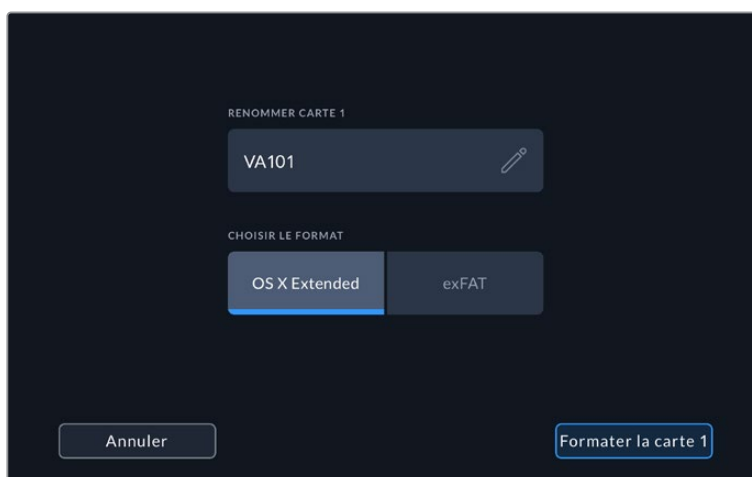 RENOMMER CARTE 1
VA101
CHOISIR LE FORMAT
OS X Extended
exFAT
Annuler
Formater la carte 1